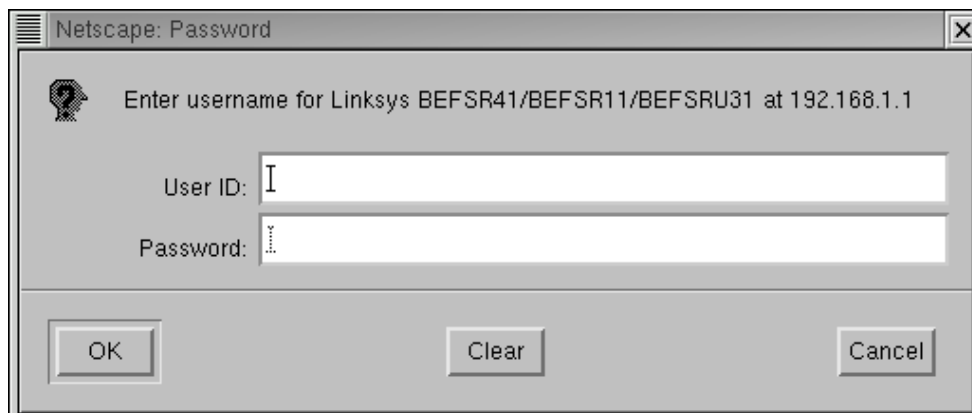 Netscape: Password
Enter username for Linksys BEFSR41/BEFSR11/BEFSRU31 at 192.168.1.1
User ID:
Password:
OK Clear Cancel